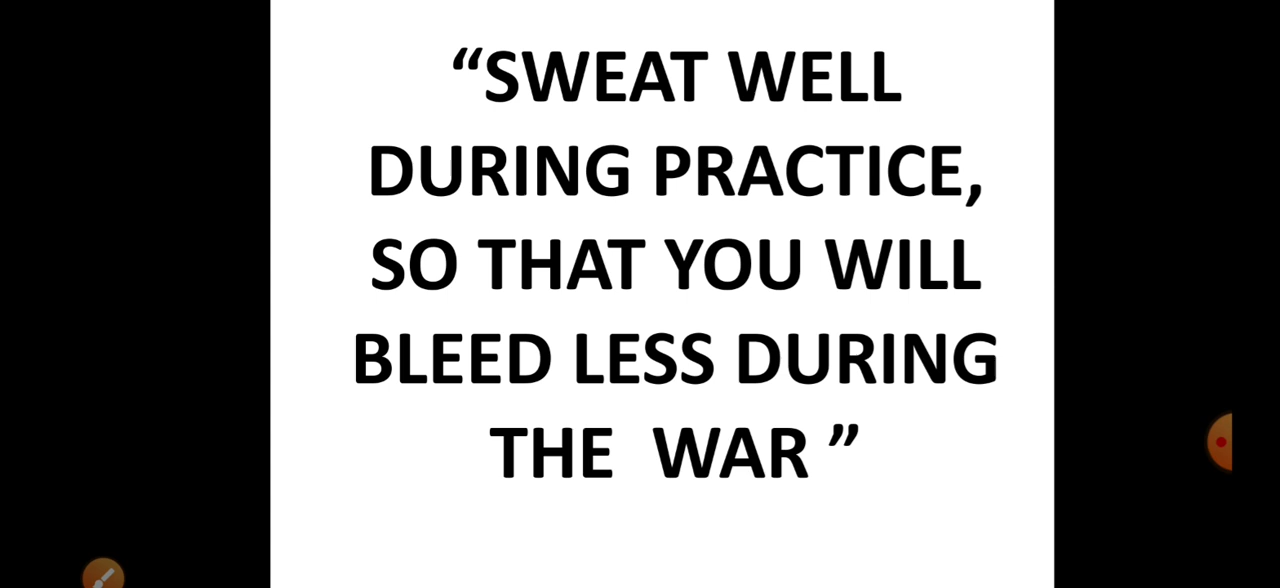 “SWEAT WELL
DURING PRACTICE,
SO THAT YOU WILL
BLEED LESS DURING
THE  WAR ”